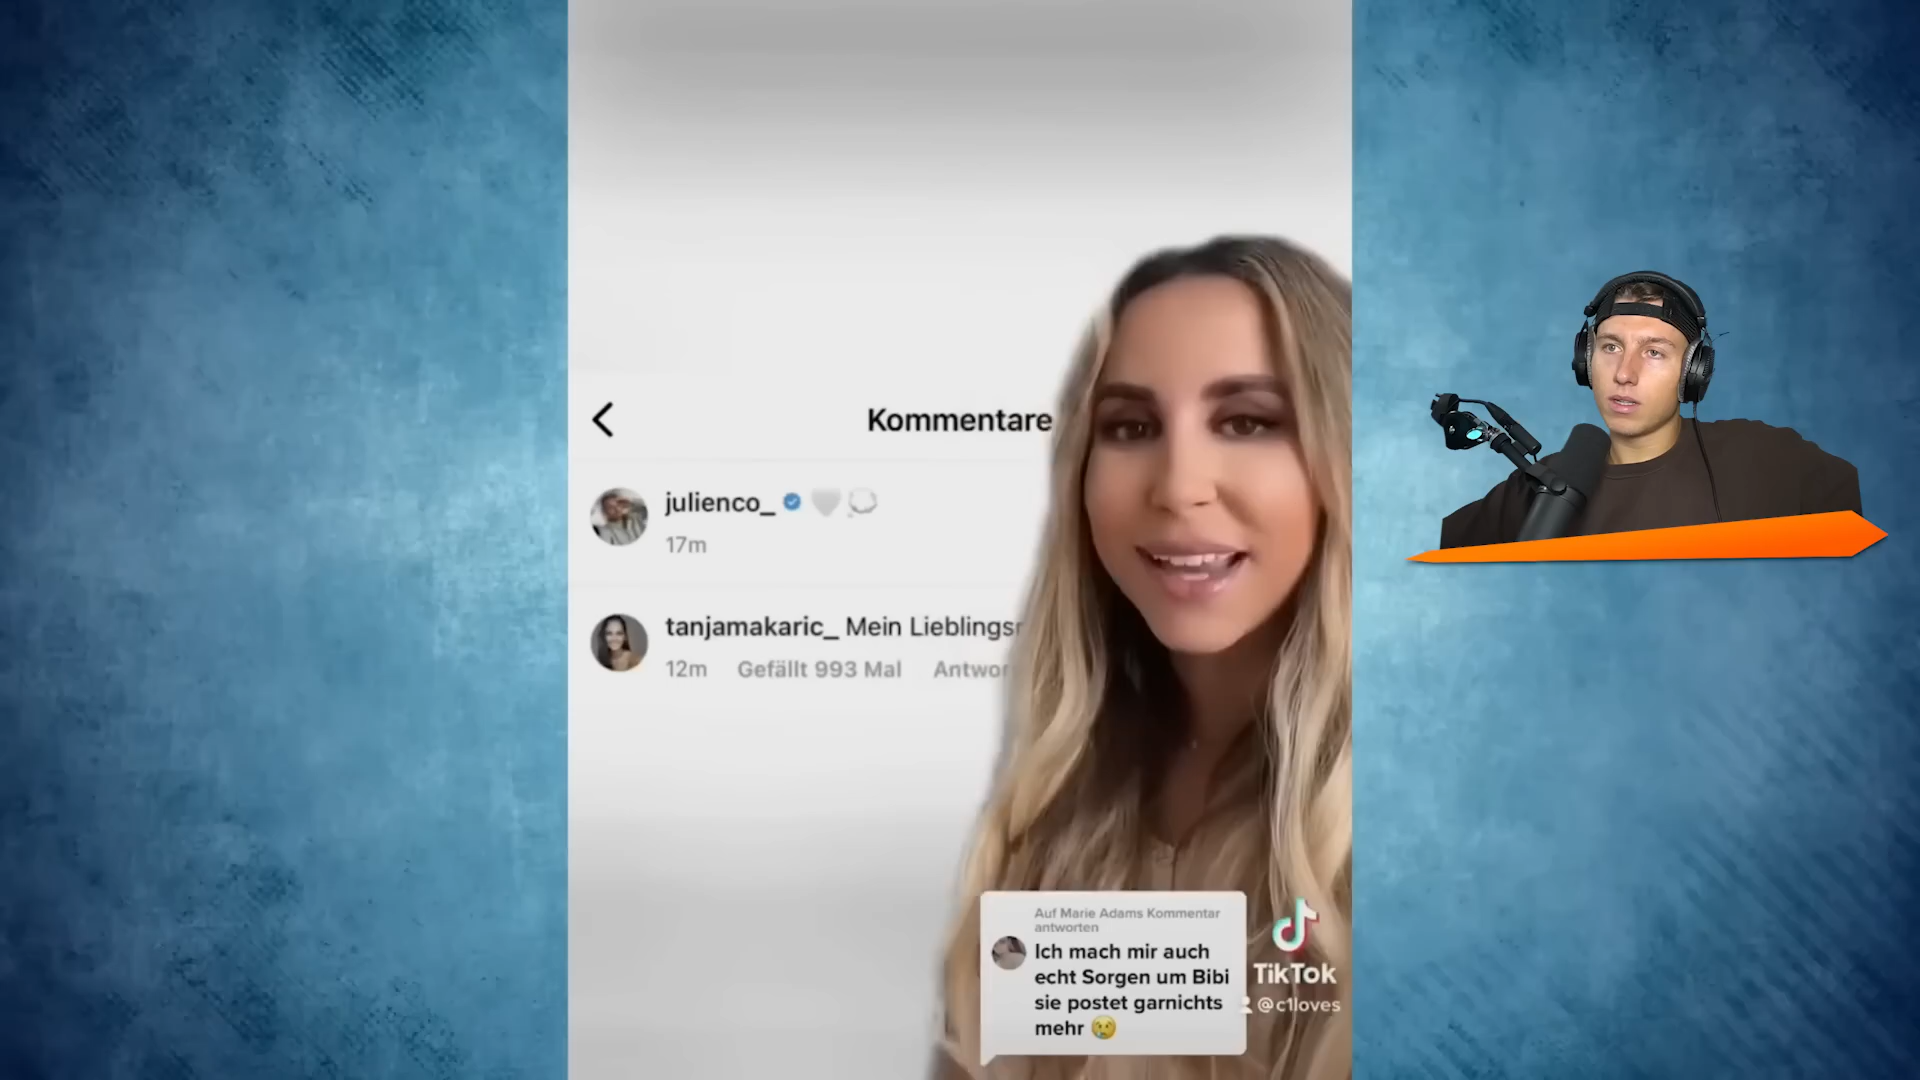 Kommentare
julienco_
17m
tanjamakaric_ Mein Lieblings
12m Gefällt 993 Mal Antwor
Auf Marie Adams Kommentar
antworten
Ich mach mir auch
echt Sorgen um Bibi
sie postet garnichts
mehr 😢
TikTok
@c1loves